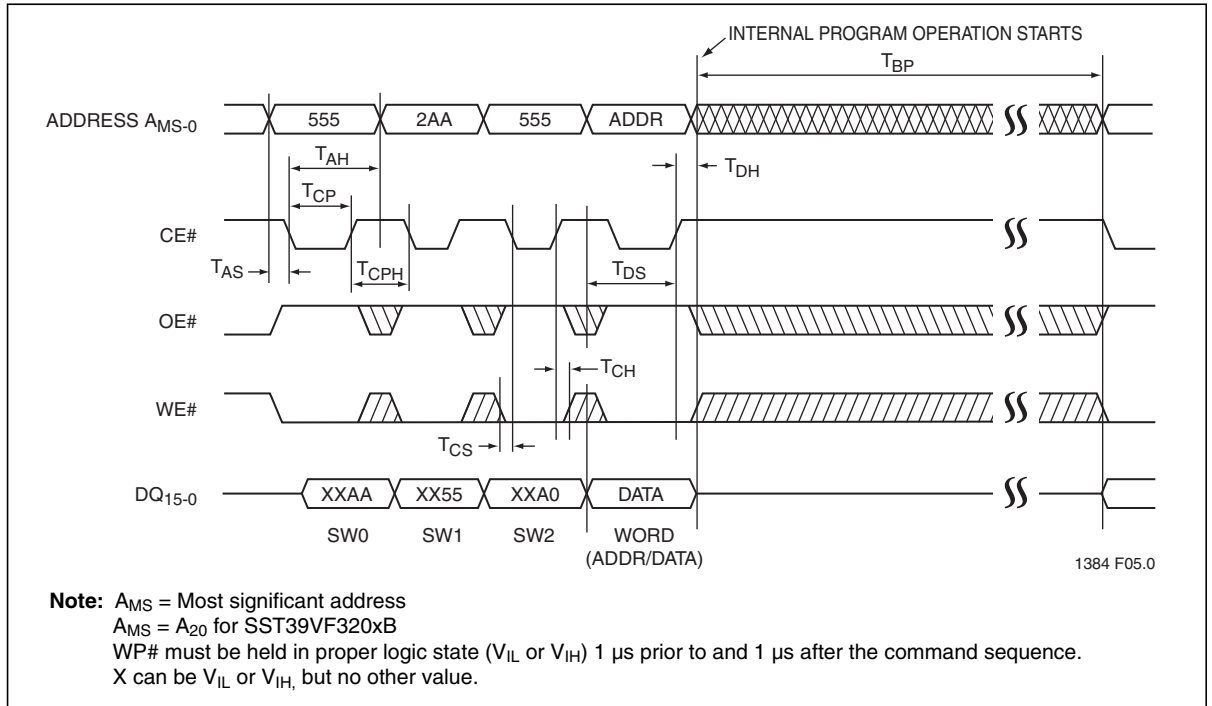 INTERNAL PROGRAM OPERATION STARTS
TBP
ADDRESS AMS-0
555
2AA
555
ADDR
TAH
TDH
TCP
CE#
TAS
TCPH
TDS
OE#
TCH
WE#
TCS
DQ15-0
XXAA
XX55
XXA0
DATA
SW0
SW1
SW2
WORD
(ADDR/DATA)
1384 F05.0
Note: AMS = Most significant address
AMS = A20 for SST39VF320xB
WP# must be held in proper logic state (VIL or VIH) 1 µs prior to and 1 µs after the command sequence.
X can be VIL or VIH, but no other value.